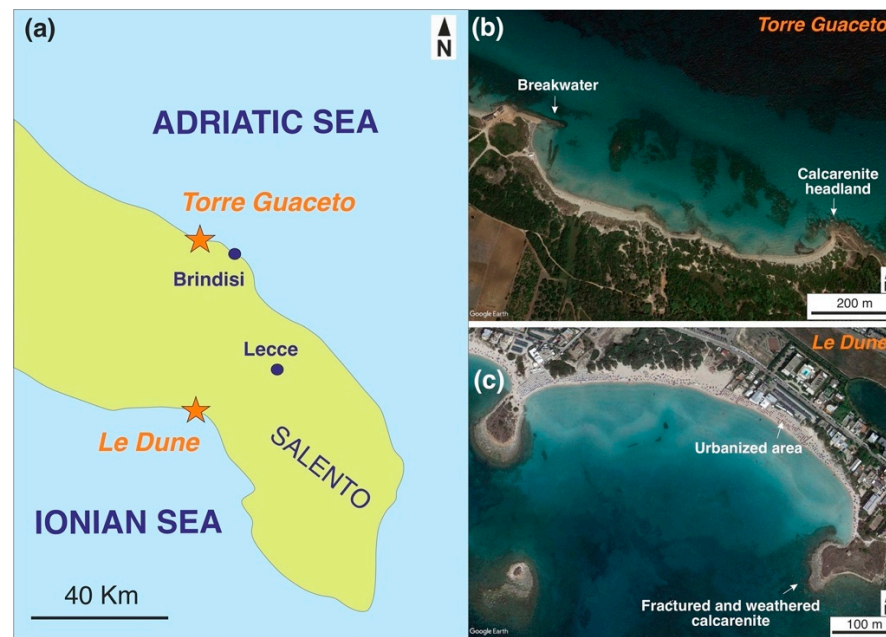 (a)
N
ADRIATIC SEA
Torre Guaceto
Brindisi
Lecce
Le Dune
SALENTO
IONIAN SEA
40 Km
(b)
Torre Guaceto
Breakwater
Calcarenite
headland
200 m
Google Earth
(c)
Le Dune
Urbanized area
Fractured and weathered
calcarenite
100 m
Google Earth